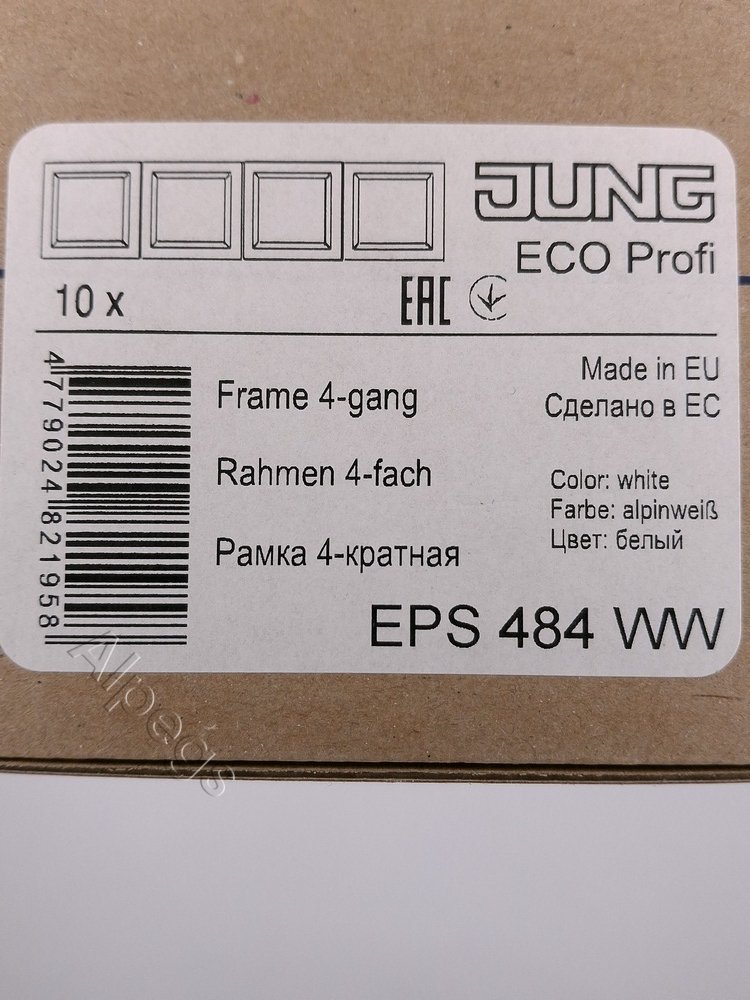 JUNG
ECO Profi
10 x
EAC
Made in EU
Сделано в ЕС
Frame 4-gang
Rahmen 4-fach
Рамка 4-кратная
Color: white
Farbe: alpinweiß
Цвет: белый
EPS 484 WW
4 779024 821958
Alpeds